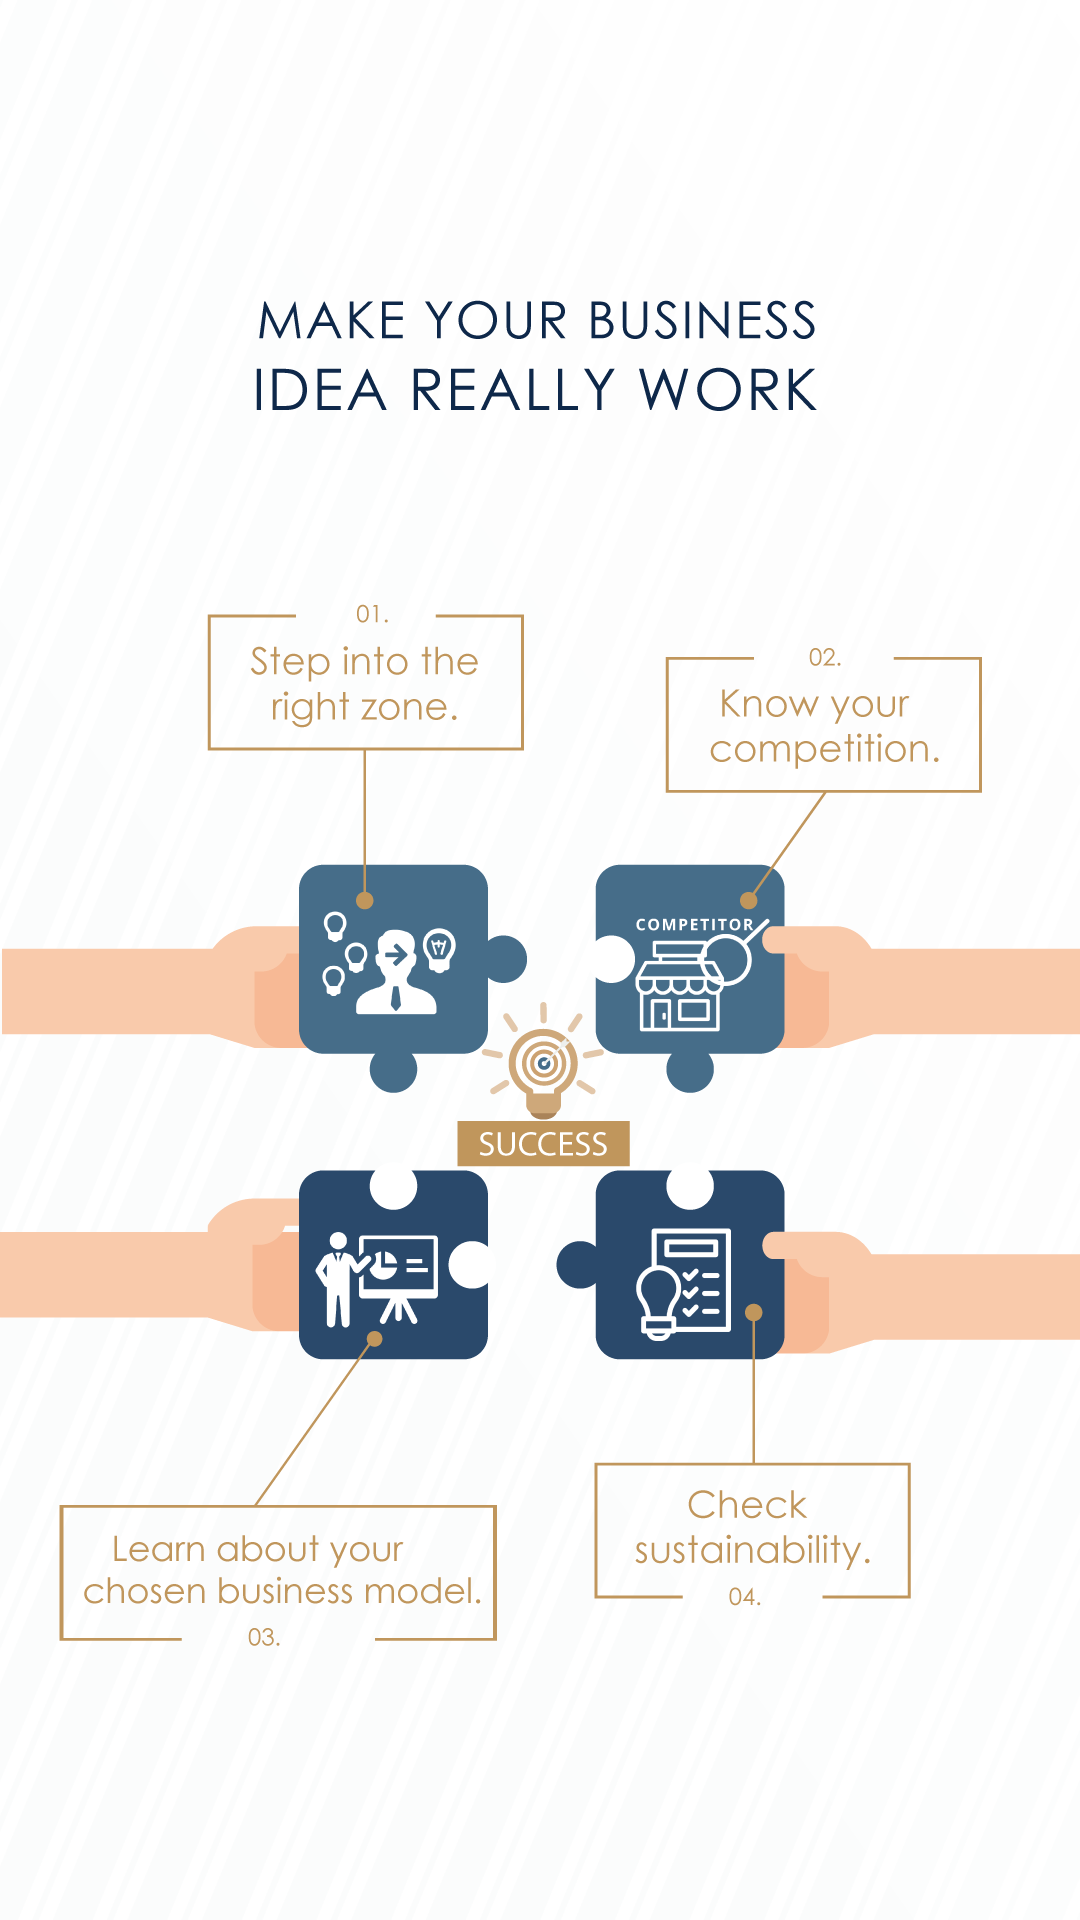 MAKE YOUR BUSINESS
IDEA REALLY WORK
01.
Step into the
right zone.
02.
Know your
competition.
COMPETITOR
SUCCESS
Learn about your
chosen business model.
03.
Check
sustainability.
04.